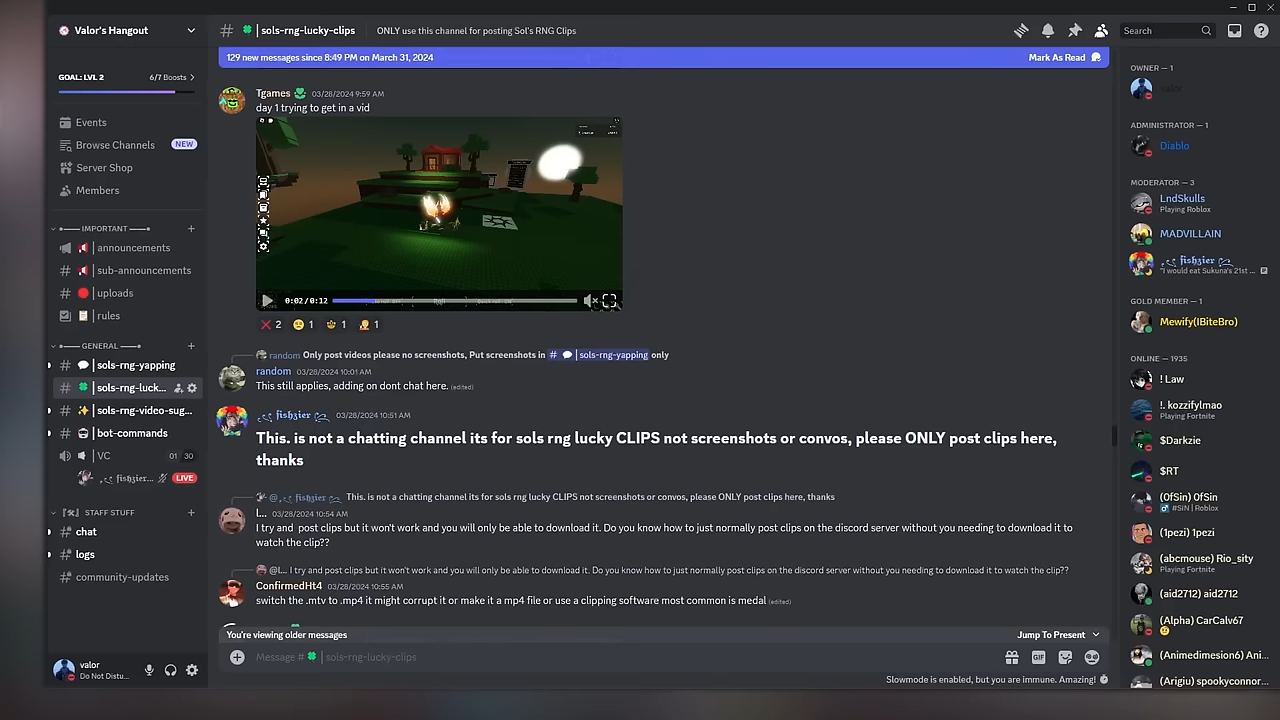 Valor's Hangout
GOAL: LVL 2
6/7 Boosts
Events
Browse Channels
NEW
Server Shop
Members
IMPORTANT
| announcements
| sub-announcements
| uploads
| rules
GENERAL
| sols-rng-yapping
| sols-rng-luck...
| sols-rng-video-sug...
| bot-commands
| VC
01 30
fishzier...
LIVE
STAFF STUFF
chat
logs
community-updates
valor
Do Not Distu...
# | sols-rng-lucky-clips
ONLY use this channel for posting Sol's RNG Clips
Search
129 new messages since 8:49 PM on March 31, 2024
Mark As Read
Tgames 03/28/2024 9:59 AM
day 1 trying to get in a vid
0:02 / 0:12
2 1 1 1
random Only post videos please no screenshots, Put screenshots in # | sols-rng-yapping only
random 03/28/2024 10:01 AM
This still applies, adding on dont chat here. (edited)
fishzier 03/28/2024 10:51 AM
This. is not a chatting channel its for sols rng lucky CLIPS not screenshots or convos, please ONLY post clips here,
thanks
@ fishzier This. is not a chatting channel its for sols rng lucky CLIPS not screenshots or convos, please ONLY post clips here, thanks
I... 03/28/2024 10:54 AM
I try and post clips but it won't work and you will only be able to download it. Do you know how to just normally post clips on the discord server without you needing to download it to
watch the clip??
@I... I try and post clips but it won't work and you will only be able to download it. Do you know how to just normally post clips on the discord server without you needing to download it to watch the clip??
ConfirmedHt4 03/28/2024 10:55 AM
switch the .mtv to .mp4 it might corrupt it or make it a mp4 file or use a clipping software most common is medal (edited)
You're viewing older messages
Jump To Present
Message # | sols-rng-lucky-clips
GIF
Slowmode is enabled, but you are immune. Amazing!
OWNER — 1
valor
ADMINISTRATOR — 1
Diablo
MODERATOR — 3
LndSkulls
Playing Roblox
MADVILLAIN
fishzier
"I would eat Sukuna's 21st ...
GOLD MEMBER — 1
Mewify(IBiteBro)
ONLINE — 1935
! Law
!. kozzifylmao
Playing Fortnite
$Darkzie
$RT
(0fSin) 0fSin
#SiN | Roblox
(1pezi) 1pezi
(abcmouse) Rio_sity
Playing Fortnite
(aid2712) aid2712
(Alpha) CarCalv67
(Animedimesion6) Ani...
(Arigiu) spookyconnor...